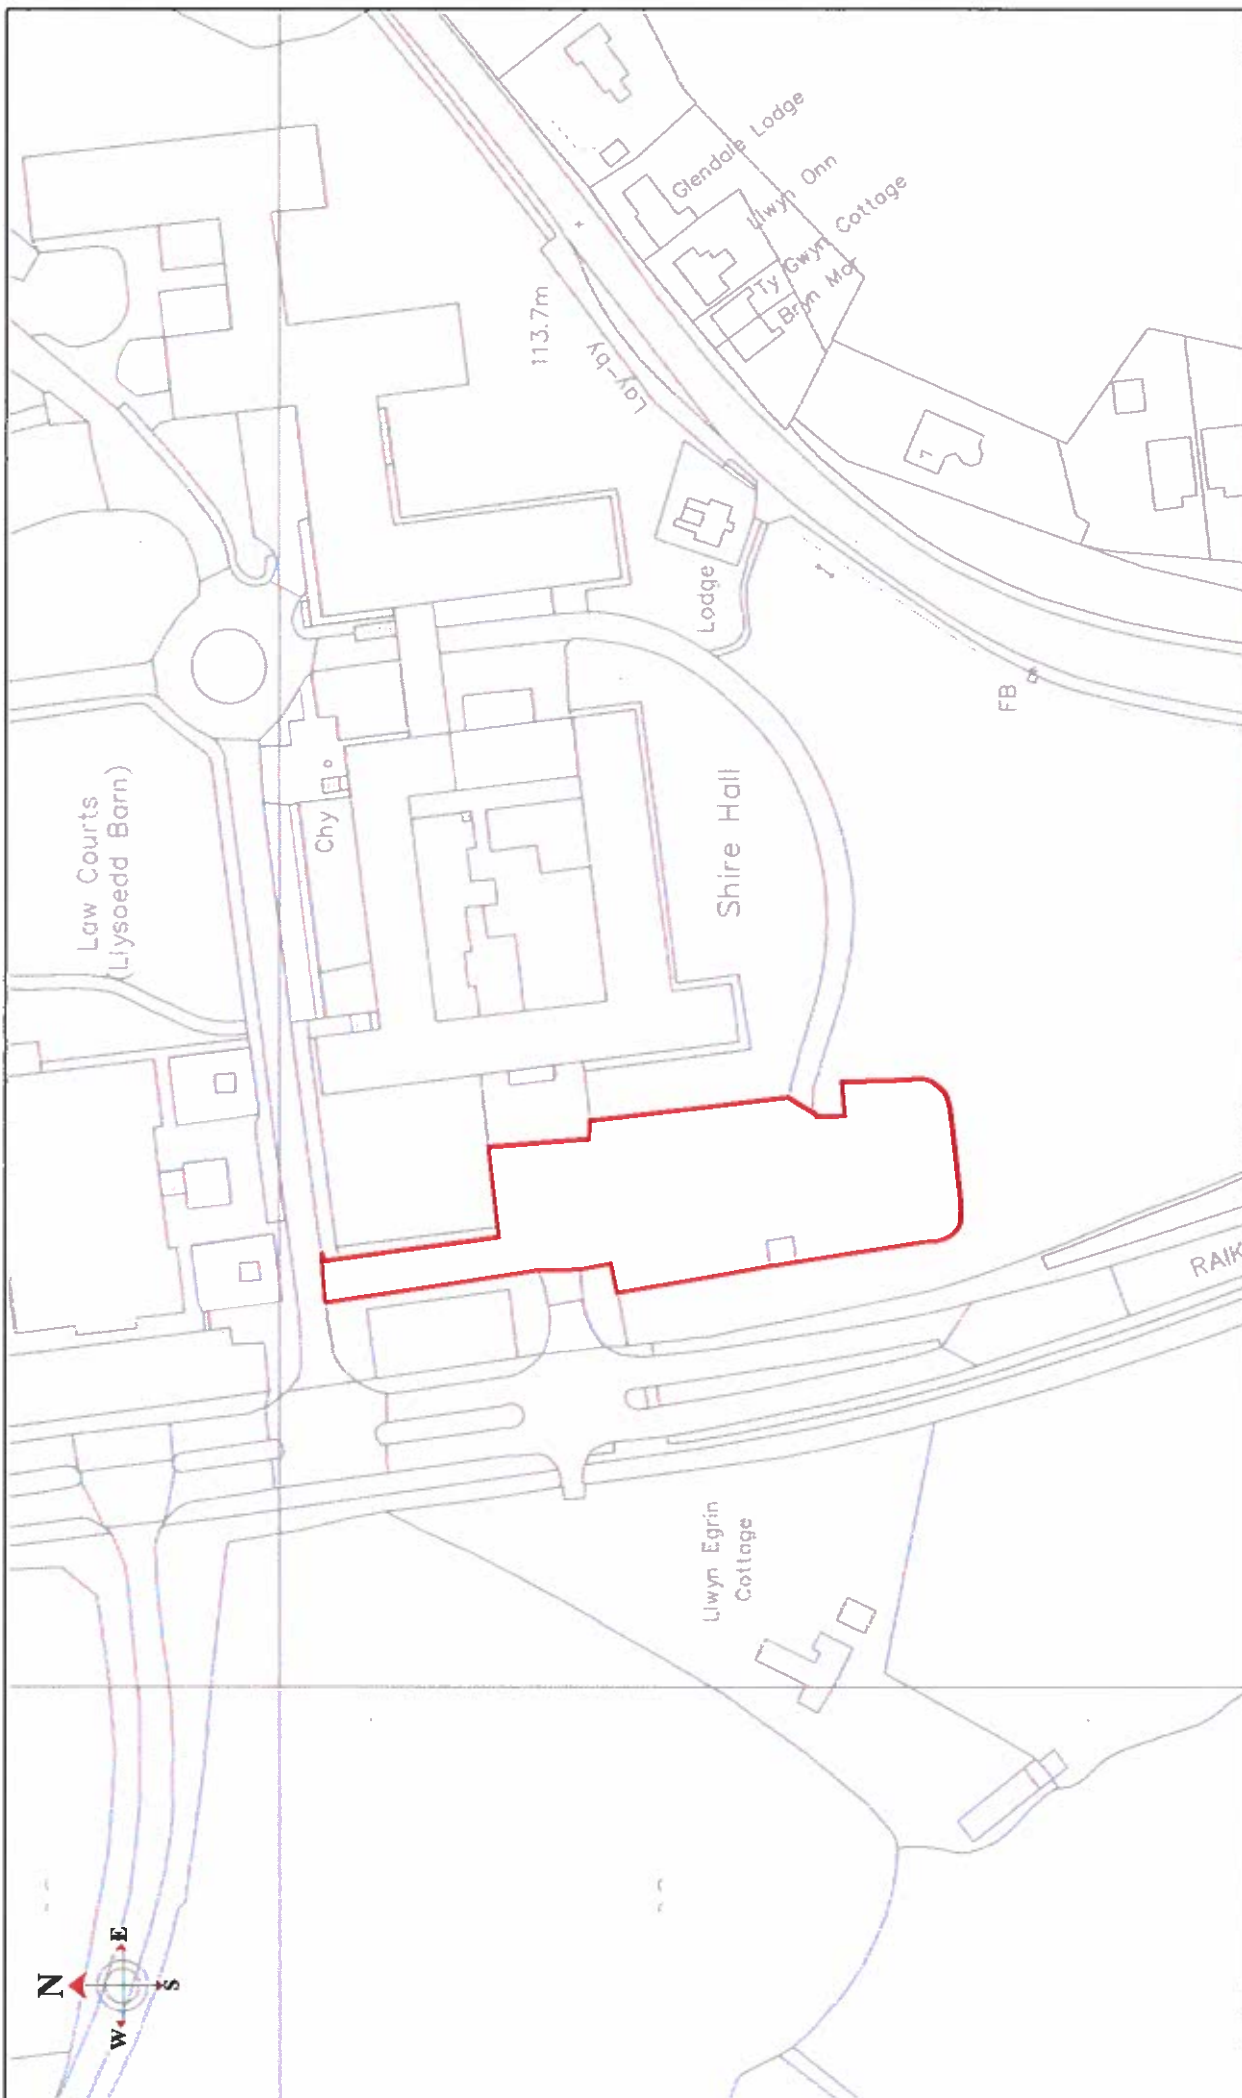 Law Courts
(Llysoedd Barn)
Chy
Shire Hall
Lodge
FB
113.7m
Lay-by
Glendale Lodge
Llwyn Onn
Ty Gwyn Cottage
Bryn Mor
Llwyn Egrin
Cottage
N
W
E
S